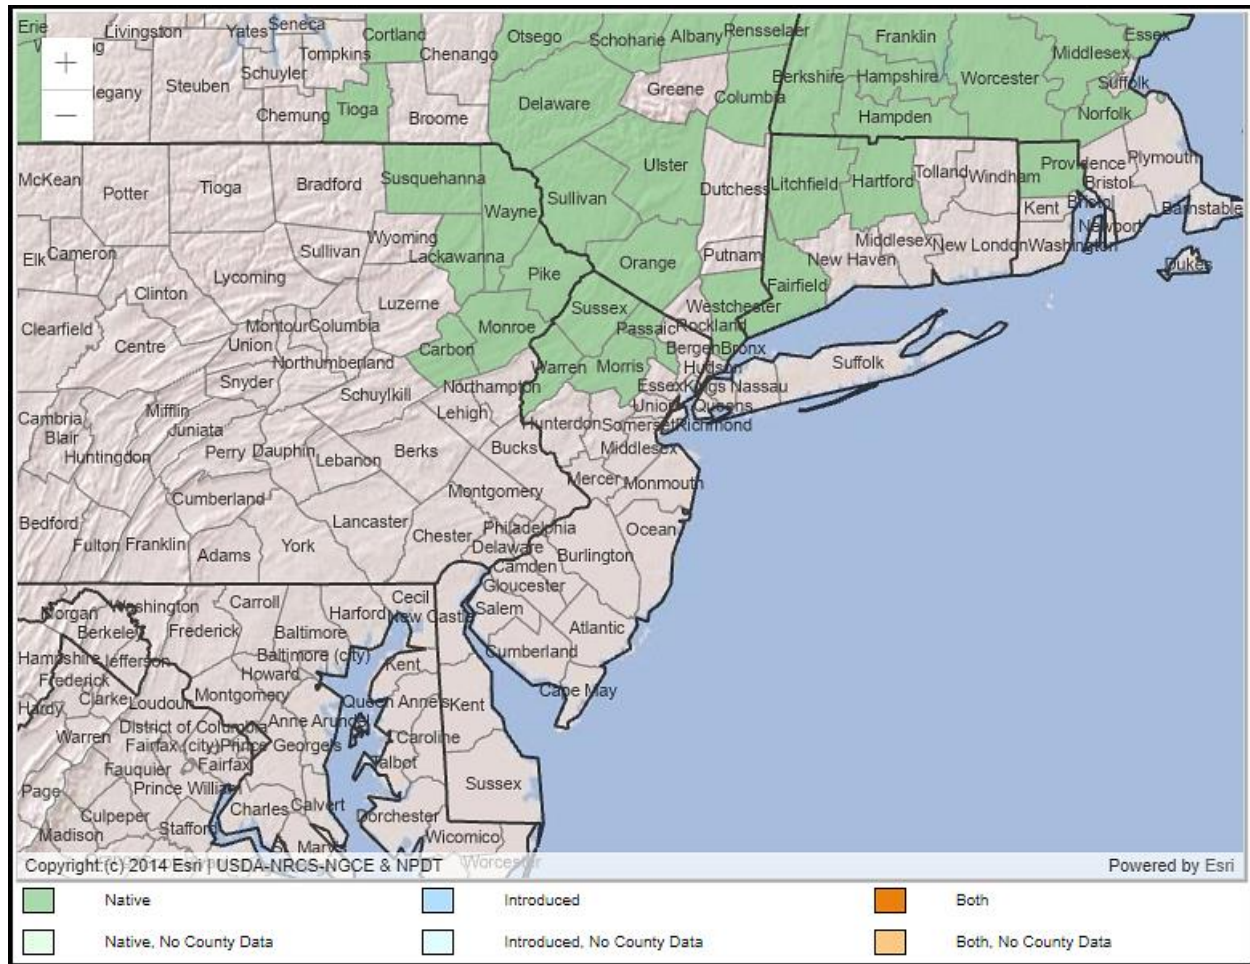 Erie Livingston Yates Seneca Cortland Otsego Schoharie Albany Rensselaer Franklin Essex
Tompkins Chenango Middlesex
+ Steuben Schuyler Berkshire Hampshire Worcester Suffolk
legany Chemung Tioga Broome Delaware Greene Columbia Hampden Norfolk
−
McKean Potter Tioga Bradford Susquehanna Ulster Tolland Windham Providence Plymouth
Wayne Sullivan Dutchess Litchfield Hartford Kent Bristol Bristol Barnstable
Elk Cameron Sullivan Wyoming Lackawanna Middlesex New London Washington Newport
Lycoming Pike Orange Putnam New Haven Dukes
Clinton Luzerne Sussex Westchester Fairfield
Clearfield Centre Montour Columbia Union Monroe Passaic Rockland
Northumberland Carbon Warren Morris Bergen Bronx Hudson Suffolk
Snyder Schuylkill Northampton Essex Kings Nassau
Cambria Mifflin Lehigh Union Queens
Blair Juniata Hunterdon Somerset Richmond
Huntingdon Perry Dauphin Lebanon Berks Bucks Middlesex
Cumberland Montgomery Mercer Monmouth
Bedford Lancaster Philadelphia Ocean
Fulton Franklin Adams York Chester Delaware Burlington
Camden
Gloucester
Morgan Washington Carroll Harford Cecil New Castle Salem
Berkeley Frederick Baltimore Atlantic
Hampshire Jefferson Baltimore (city) Kent Cumberland
Frederick Howard
Hardy Clarke Loudoun Montgomery Queen Anne's Kent Cape May
Warren District of Columbia Anne Arundel Caroline
Fairfax (city) Prince George's
Fauquier Fairfax Talbot
Page Prince William Sussex
Culpeper Charles Calvert Dorchester
Madison Stafford Wicomico
St. Mary's
Copyright:(c) 2014 Esri | USDA-NRCS-NGCE & NPDT Worcester Powered by Esri
Native Introduced Both
Native, No County Data Introduced, No County Data Both, No County Data